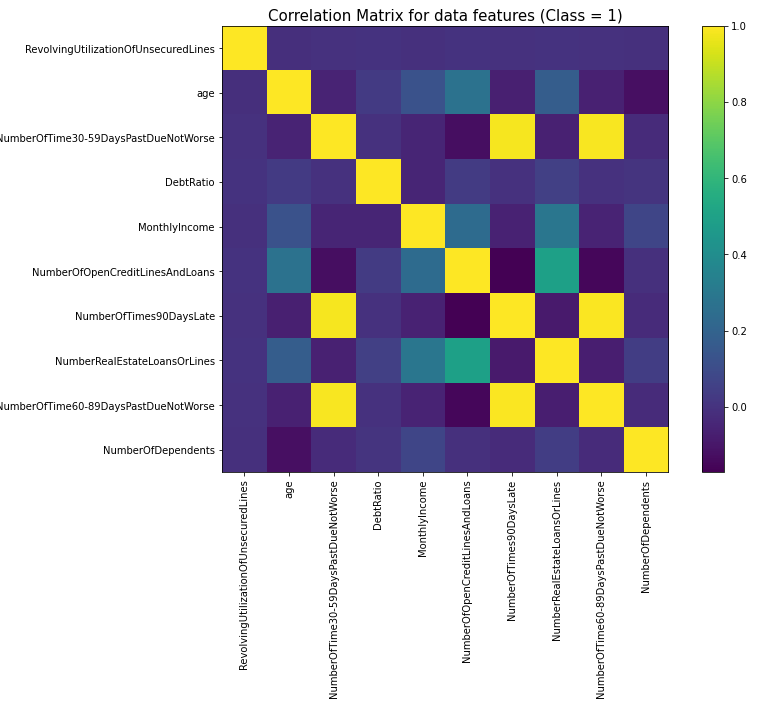 Correlation Matrix for data features (Class = 1)
RevolvingUtilizationOfUnsecuredLines
age
NumberOfTime30-59DaysPastDueNotWorse
DebtRatio
MonthlyIncome
NumberOfOpenCreditLinesAndLoans
NumberOfTimes90DaysLate
NumberRealEstateLoansOrLines
NumberOfTime60-89DaysPastDueNotWorse
NumberOfDependents
RevolvingUtilizationOfUnsecuredLines
age
NumberOfTime30-59DaysPastDueNotWorse
DebtRatio
MonthlyIncome
NumberOfOpenCreditLinesAndLoans
NumberOfTimes90DaysLate
NumberRealEstateLoansOrLines
NumberOfTime60-89DaysPastDueNotWorse
NumberOfDependents
1.0
0.8
0.6
0.4
0.2
0.0